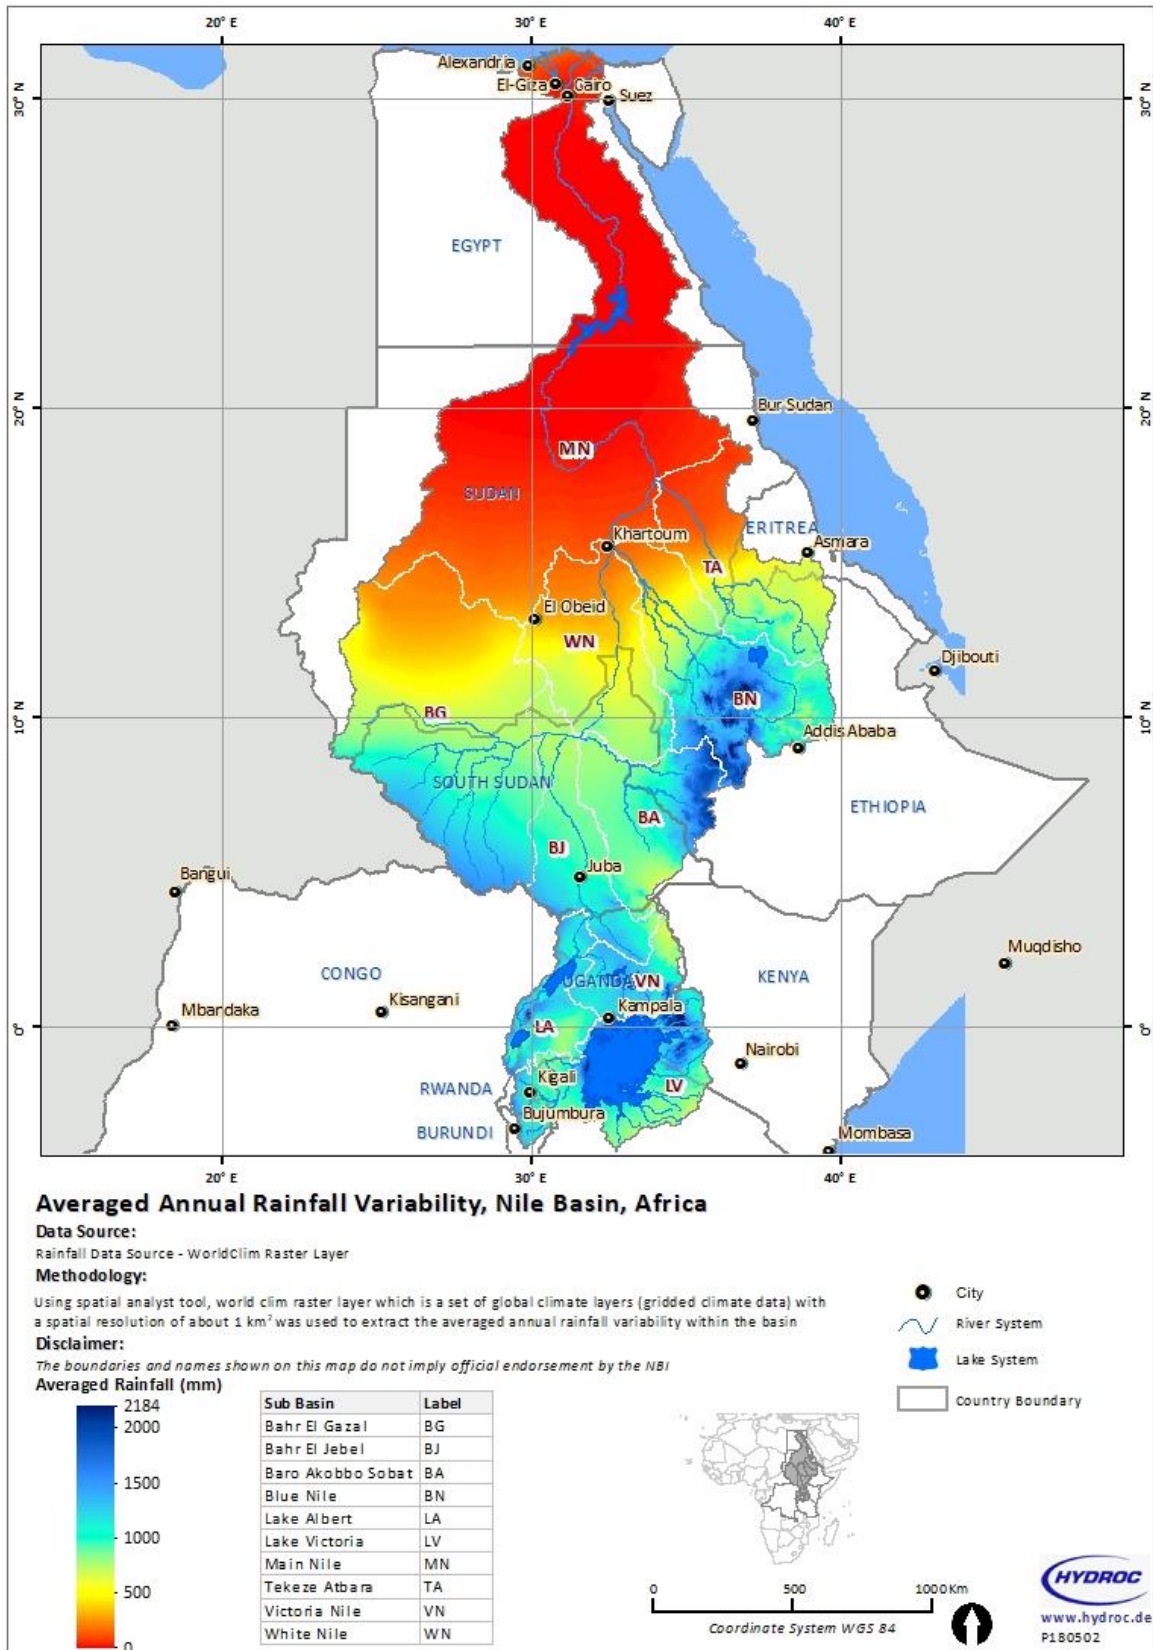 20° E 30° E 40° E
Alexandria
El-Giza Cairo
Suez
30° N 30° N
EGYPT
20° N 20° N
Bur Sudan
MN
SUDAN
ERITREA
Khartoum
Asmara
TA
El Obeid
WN
Djibouti
BN
BG
10° N 10° N
Addis Ababa
SOUTH SUDAN
ETHIOPIA
BA
BJ
Juba
Bangui
Muqdisho
CONGO
UGANDA VN
KENYA
Kisangani
Mbandaka
Kampala
LA
0° 0°
Nairobi
Kigali
RWANDA
LV
Bujumbura
BURUNDI
Mombasa
20° E 30° E 40° E
Averaged Annual Rainfall Variability, Nile Basin, Africa
Data Source:
Rainfall Data Source - WorldClim Raster Layer
Methodology:
Using spatial analyst tool, world clim raster layer which is a set of global climate layers (gridded climate data) with
a spatial resolution of about 1 km² was used to extract the averaged annual rainfall variability within the basin
Disclaimer:
The boundaries and names shown on this map do not imply official endorsement by the NBI
Averaged Rainfall (mm)
2184
2000
1500
1000
500
0
Sub Basin Label
Bahr El Gazal BG
Bahr El Jebel BJ
Baro Akobbo Sobat BA
Blue Nile BN
Lake Albert LA
Lake Victoria LV
Main Nile MN
Tekeze Atbara TA
Victoria Nile VN
White Nile WN
City
River System
Lake System
Country Boundary
0 500 1000 Km
Coordinate System WGS 84
HYDROC
www.hydroc.de
P180502